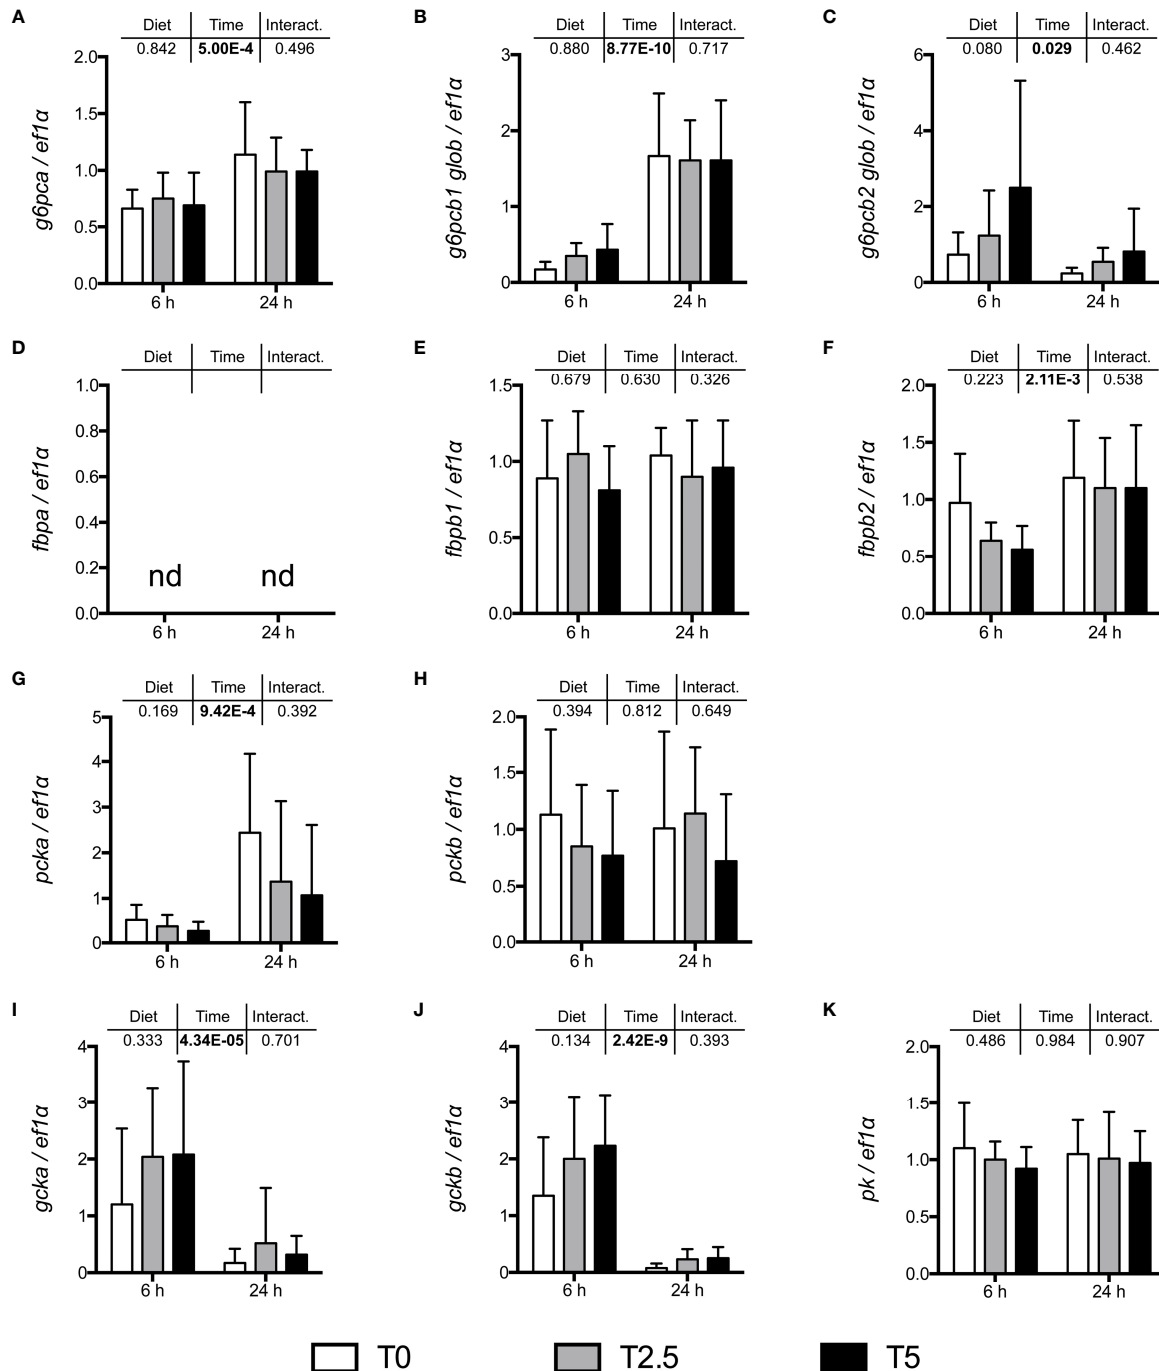 A
Diet Time Interact.
0.842 5.00E-4 0.496
g6pca / ef1α
2.0
1.5
1.0
0.5
0.0
6 h 24 h
B
Diet Time Interact.
0.880 8.77E-10 0.717
g6pcb1 glob / ef1α
3
2
1
0
6 h 24 h
C
Diet Time Interact.
0.080 0.029 0.462
g6pcb2 glob / ef1α
6
4
2
0
6 h 24 h
D
Diet Time Interact.
fbpa / ef1α
1.0
0.8
0.6
0.4
0.2
0.0
nd nd
6 h 24 h
E
Diet Time Interact.
0.679 0.630 0.326
fbpb1 / ef1α
1.5
1.0
0.5
0.0
6 h 24 h
F
Diet Time Interact.
0.223 2.11E-3 0.538
fbpb2 / ef1α
2.0
1.5
1.0
0.5
0.0
6 h 24 h
G
Diet Time Interact.
0.169 9.42E-4 0.392
pcka / ef1α
5
4
3
2
1
0
6 h 24 h
H
Diet Time Interact.
0.394 0.812 0.649
pckb / ef1α
2.0
1.5
1.0
0.5
0.0
6 h 24 h
I
Diet Time Interact.
0.333 4.34E-05 0.701
gcka / ef1α
4
3
2
1
0
6 h 24 h
J
Diet Time Interact.
0.134 2.42E-9 0.393
gckb / ef1α
4
3
2
1
0
6 h 24 h
K
Diet Time Interact.
0.486 0.984 0.907
pk / ef1α
2.0
1.5
1.0
0.5
0.0
6 h 24 h
T0 T2.5 T5